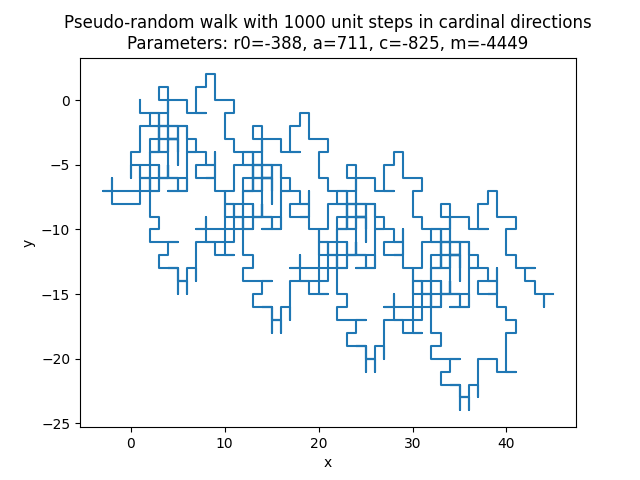 Pseudo-random walk with 1000 unit steps in cardinal directions
Parameters: r0=-388, a=711, c=-825, m=-4449
0
−5
−10
−15
−20
−25
y
0 10 20 30 40
x